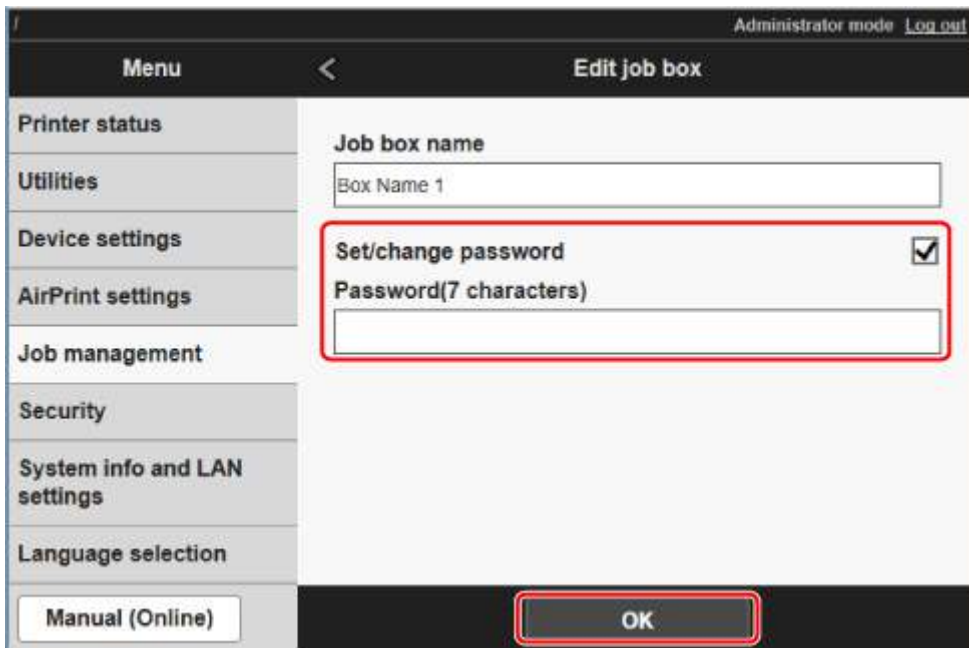 Administrator mode Log out
Menu
< Edit job box
Printer status
Utilities
Device settings
AirPrint settings
Job management
Security
System info and LAN
settings
Language selection
Manual (Online)
Job box name
Box Name 1
Set/change password
Password(7 characters)
OK